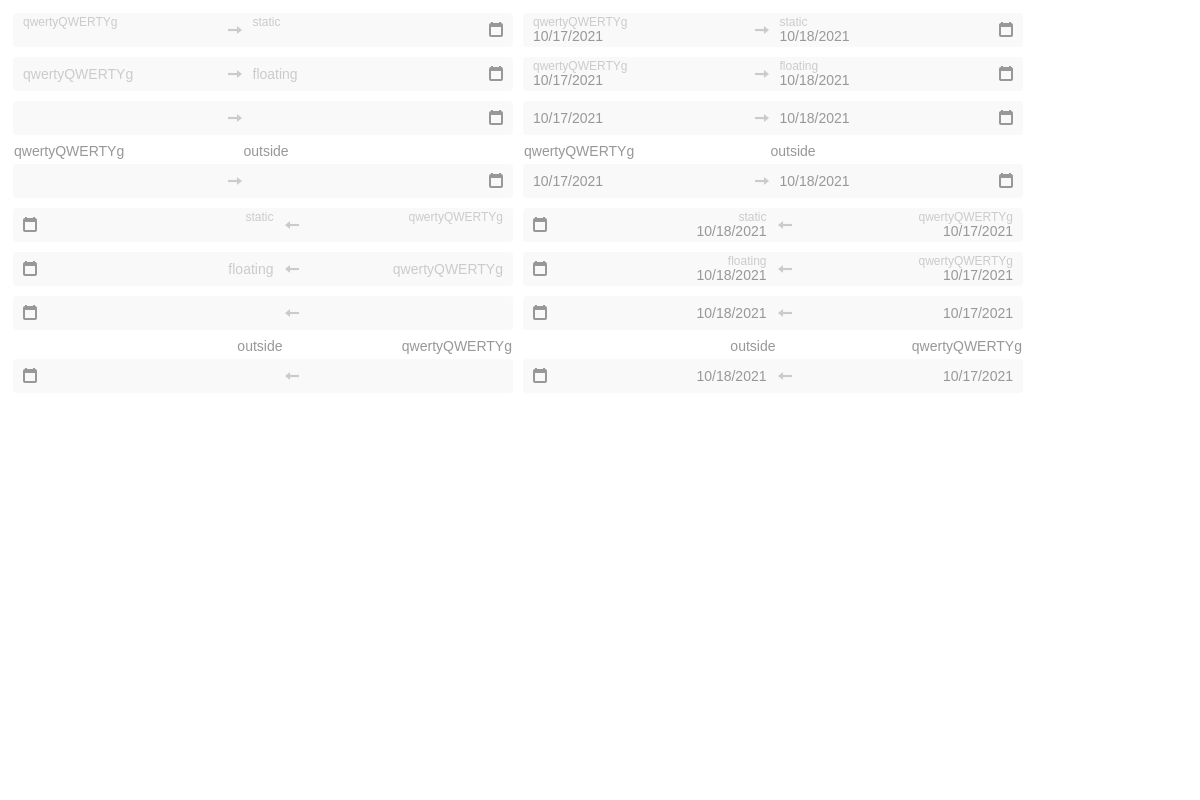 qwertyQWERTYg static qwertyQWERTYg static
10/17/2021 10/18/2021
qwertyQWERTYg floating qwertyQWERTYg floating
10/17/2021 10/18/2021
10/17/2021 10/18/2021
qwertyQWERTYg outside qwertyQWERTYg outside
10/17/2021 10/18/2021
static qwertyQWERTYg static qwertyQWERTYg
10/18/2021 10/17/2021
floating qwertyQWERTYg floating qwertyQWERTYg
10/18/2021 10/17/2021
10/18/2021 10/17/2021
outside qwertyQWERTYg outside qwertyQWERTYg
10/18/2021 10/17/2021